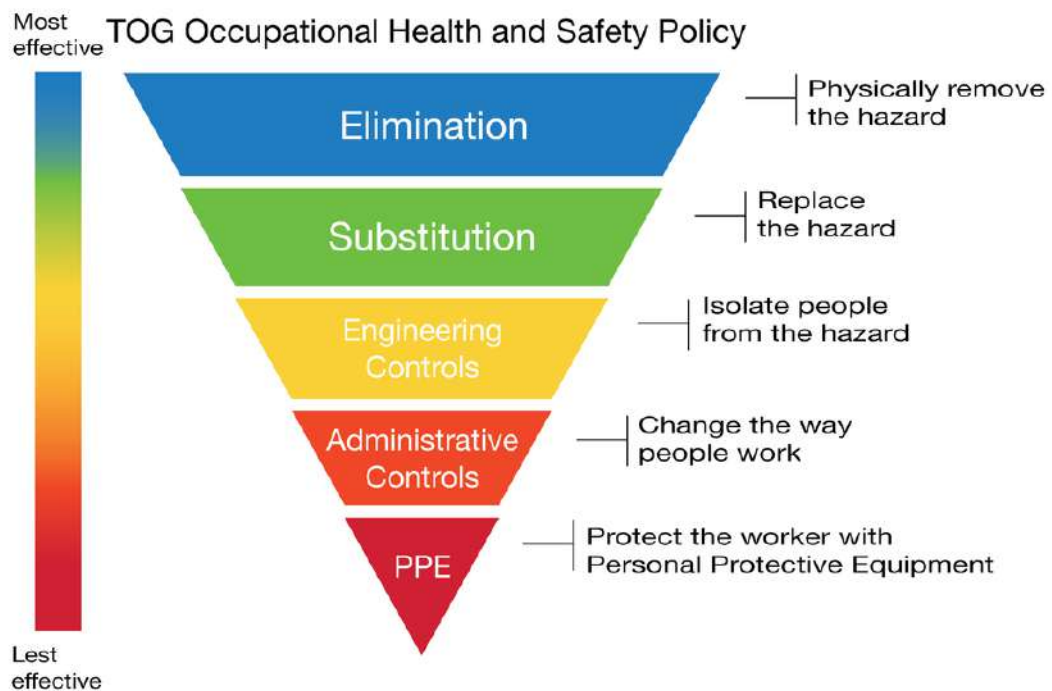 Most
effective
TOG Occupational Health and Safety Policy
Elimination
Physically remove
the hazard
Substitution
Replace
the hazard
Engineering
Controls
Isolate people
from the hazard
Administrative
Controls
Change the way
people work
PPE
Protect the worker with
Personal Protective Equipment
Lest
effective